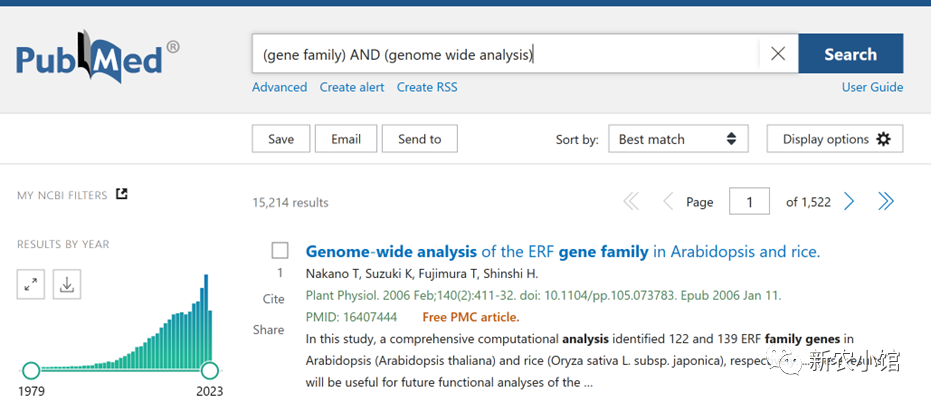 PubMed®
(gene family) AND (genome wide analysis)
Search
Advanced Create alert Create RSS
User Guide
Save Email Send to
Sort by: Best match
Display options
MY NCBI FILTERS
15,214 results
Page 1 of 1,522
RESULTS BY YEAR
1979 2023
Genome-wide analysis of the ERF gene family in Arabidopsis and rice.
1
Nakano T, Suzuki K, Fujimura T, Shinshi H.
Cite
Plant Physiol. 2006 Feb;140(2):411-32. doi: 10.1104/pp.105.073783. Epub 2006 Jan 11.
PMID: 16407444 Free PMC article.
Share
In this study, a comprehensive computational analysis identified 122 and 139 ERF family genes in
Arabidopsis (Arabidopsis thaliana) and rice (Oryza sativa L. subsp. japonica),
will be useful for future functional analyses of the ...
新农小馆